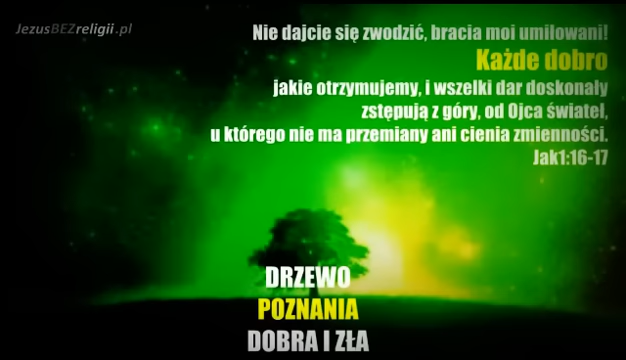 JezusBEZreligii.pl
Nie dajcie się zwodzić, bracia moi umiłowani!
Każde dobro
jakie otrzymujemy, i wszelki dar doskonały
zstępują z góry, od Ojca świateł,
u którego nie ma przemiany ani cienia zmienności.
Jak1:16-17
DRZEWO
POZNANIA
DOBRA I ZŁA